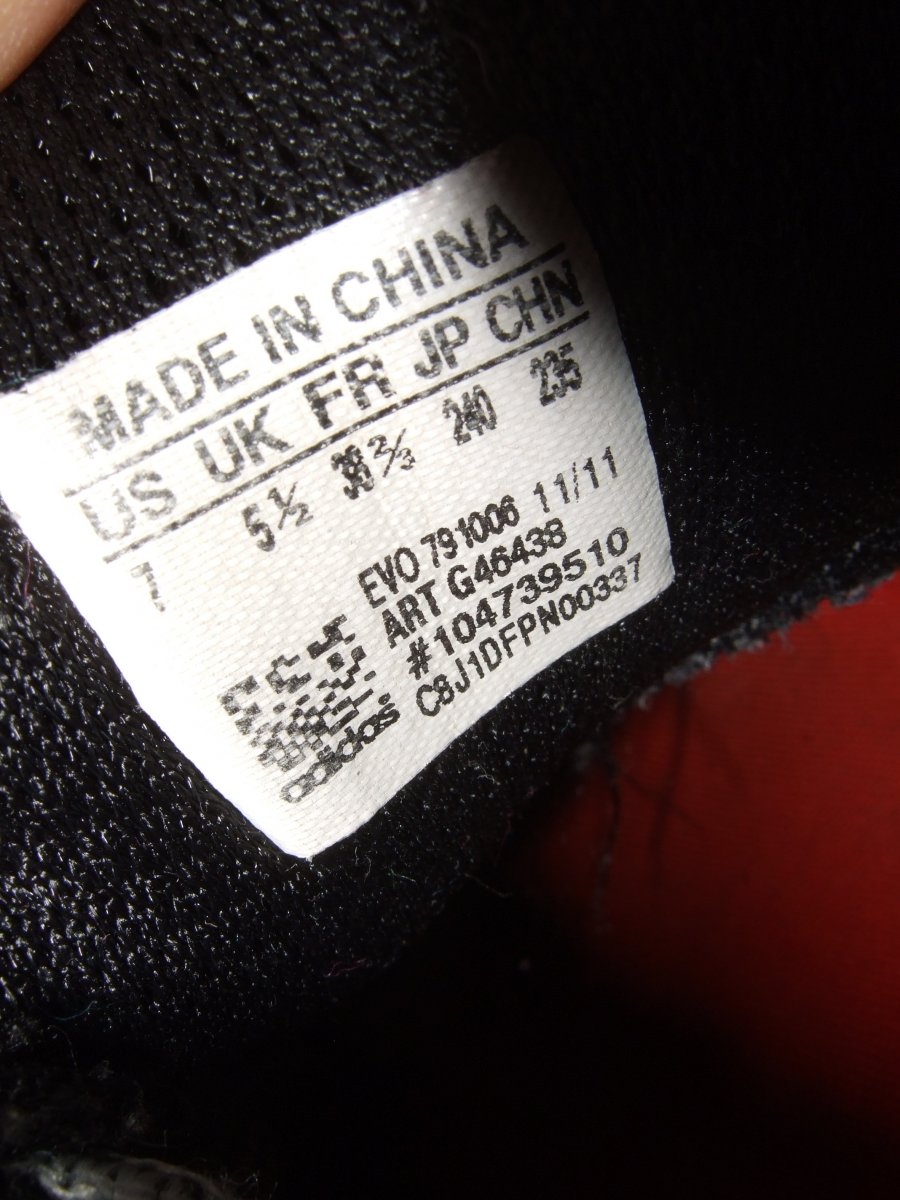 MADE IN CHINA
US UK FR JP CHN
7 5½ 38⅔ 240 235
EVO 791006 11/11
ART G46438
#104739510
C8J1DFPN00337
adidas